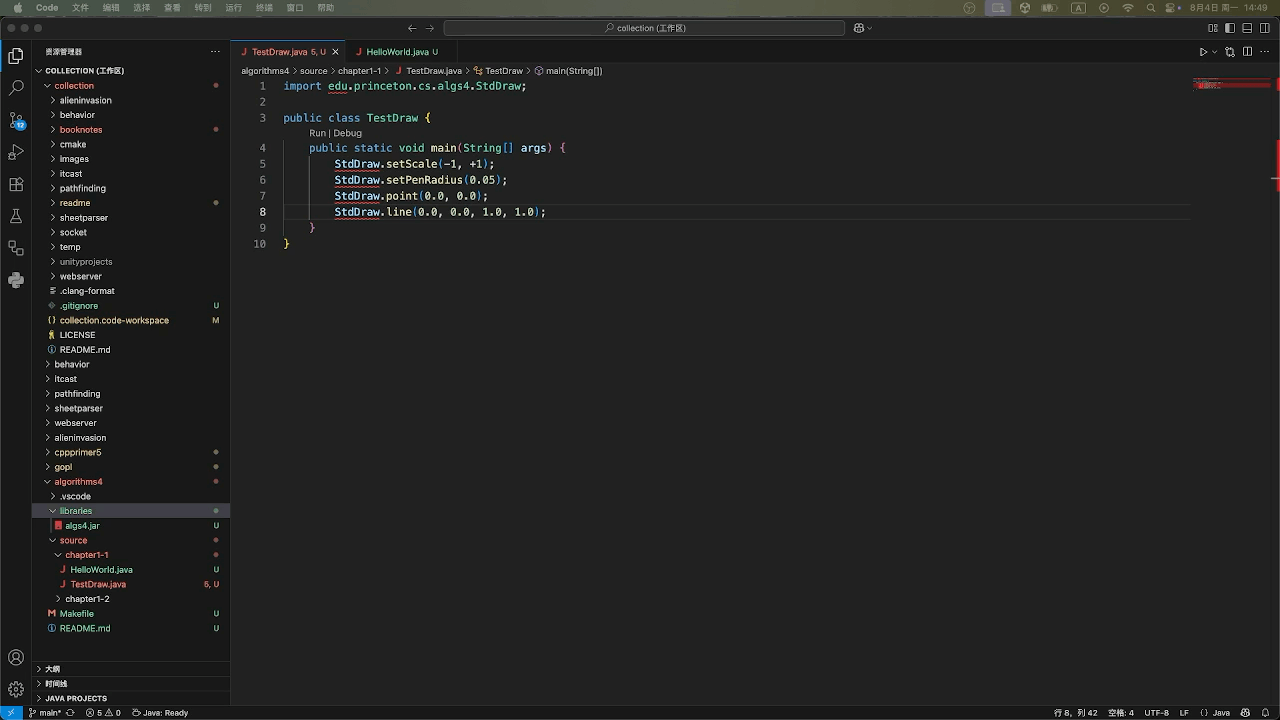 Code 文件 编辑 选择 查看 转到 运行 终端 窗口 帮助 A 8月4日 周一 14:49
collection (工作区)
资源管理器
COLLECTION (工作区)
collection
alieninvasion
behavior
booknotes
cmake
images
itcast
pathfinding
readme
sheetparser
socket
temp
unityprojects
webserver
.clang-format
.gitignore U
collection.code-workspace M
LICENSE
README.md
behavior
itcast
pathfinding
sheetparser
webserver
alieninvasion
cppprimer5
gopl
algorithms4
.vscode
libraries
algs4.jar U
source
chapter1-1
HelloWorld.java U
TestDraw.java 5, U
chapter1-2
Makefile U
README.md U
大纲
时间线
JAVA PROJECTS
12
TestDraw.java 5, U
HelloWorld.java U
algorithms4 > source > chapter1-1 > TestDraw.java > TestDraw > main(String[])
1 import edu.princeton.cs.algs4.StdDraw;
2
3 public class TestDraw {
Run | Debug
4 public static void main(String[] args) {
5 StdDraw.setScale(-1, +1);
6 StdDraw.setPenRadius(0.05);
7 StdDraw.point(0.0, 0.0);
8 StdDraw.line(0.0, 0.0, 1.0, 1.0);
9 }
10 }
main* 5 0 Java: Ready 行 8, 列 42 空格: 4 UTF-8 LF {} Java